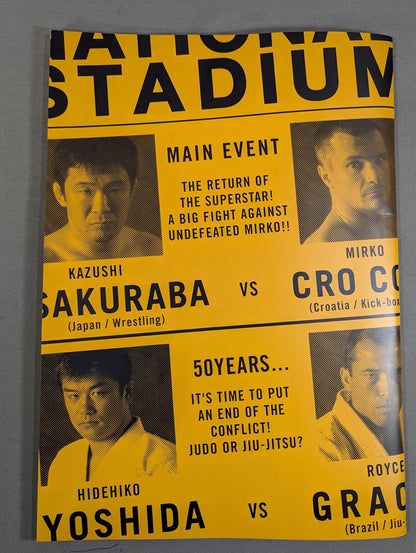 NATIONAL
STADIUM
MAIN EVENT
THE RETURN OF
THE SUPERSTAR!
A BIG FIGHT AGAINST
UNDEFEATED MIRKO!!
KAZUSHI
SAKURABA
(Japan / Wrestling)
VS
MIRKO
CRO CO
(Croatia / Kick-box
50YEARS...
IT'S TIME TO PUT
AN END OF THE
CONFLICT!
JUDO OR JIU-JITSU?
HIDEHIKO
YOSHIDA
VS
ROYCE
GRAC
(Brazil / Jiu-